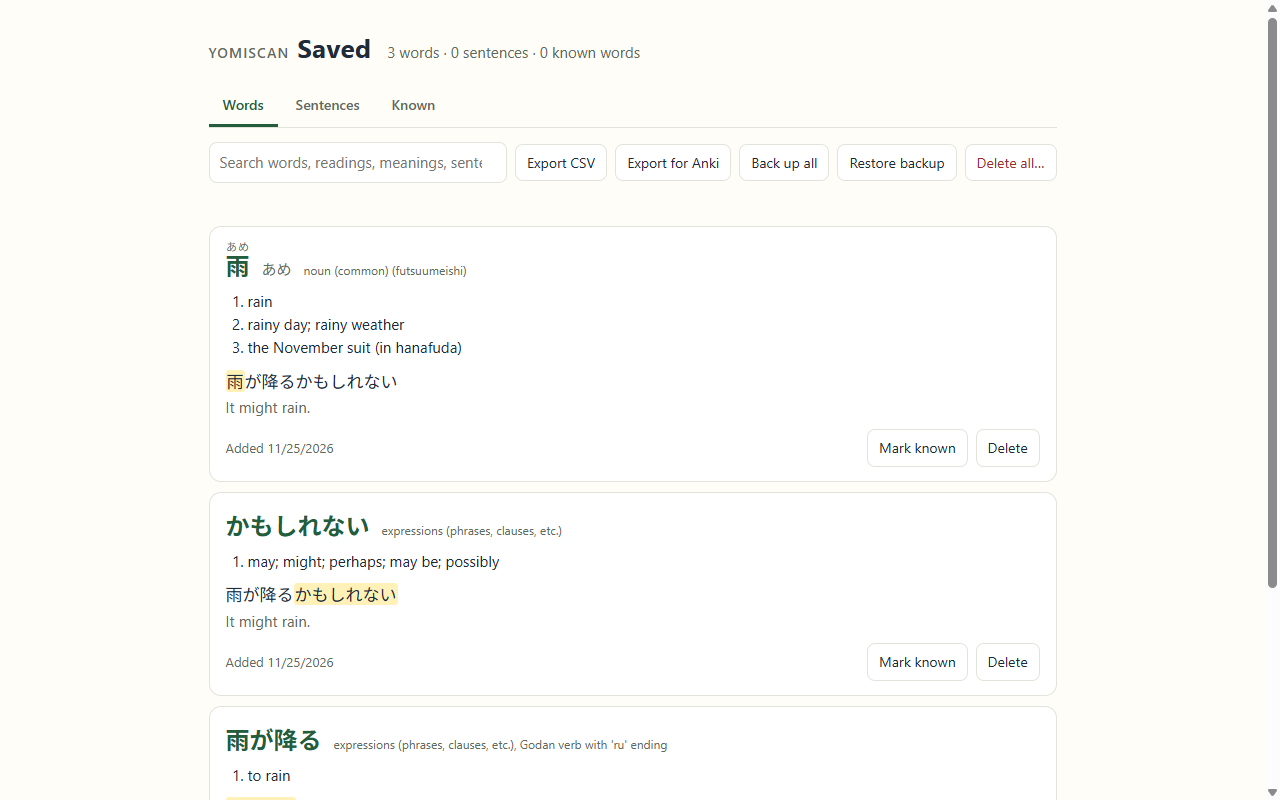 YOMISCAN Saved 3 words · 0 sentences · 0 known words
Words Sentences Known
Search words, readings, meanings, sente Export CSV Export for Anki Back up all Restore backup Delete all...
あめ
雨 あめ noun (common) (futsuumeishi)
1. rain
2. rainy day; rainy weather
3. the November suit (in hanafuda)
雨が降るかもしれない
It might rain.
Added 11/25/2026 Mark known Delete
かもしれない expressions (phrases, clauses, etc.)
1. may; might; perhaps; may be; possibly
雨が降るかもしれない
It might rain.
Added 11/25/2026 Mark known Delete
雨が降る expressions (phrases, clauses, etc.), Godan verb with 'ru' ending
1. to rain